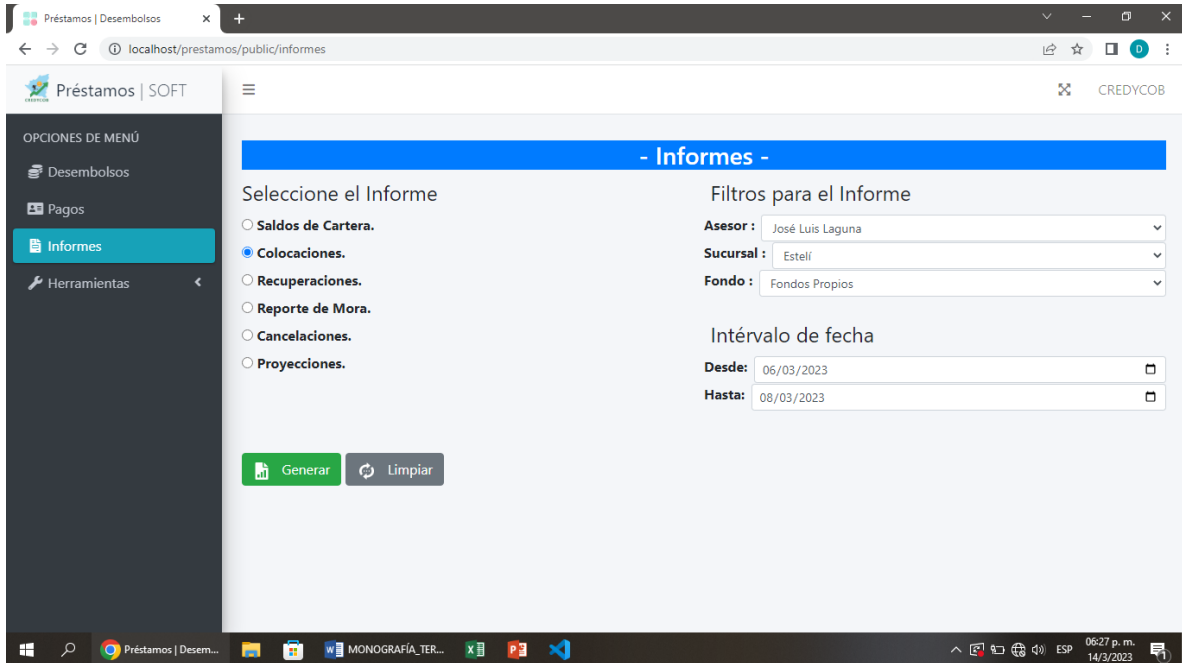 Préstamos | Desembolsos
localhost/prestamos/public/informes
D
CREDYCOB
Préstamos | SOFT
CREDYCOB
OPCIONES DE MENÚ
Desembolsos
Pagos
Informes
Herramientas
- Informes -
Seleccione el Informe
Saldos de Cartera.
Colocaciones.
Recuperaciones.
Reporte de Mora.
Cancelaciones.
Proyecciones.
Filtros para el Informe
Asesor : José Luis Laguna
Sucursal : Estelí
Fondo : Fondos Propios
Intérvalo de fecha
Desde: 06/03/2023
Hasta: 08/03/2023
Generar
Limpiar
Préstamos | Desem...
MONOGRAFÍA_TER...
ESP
06:27 p. m.
14/3/2023